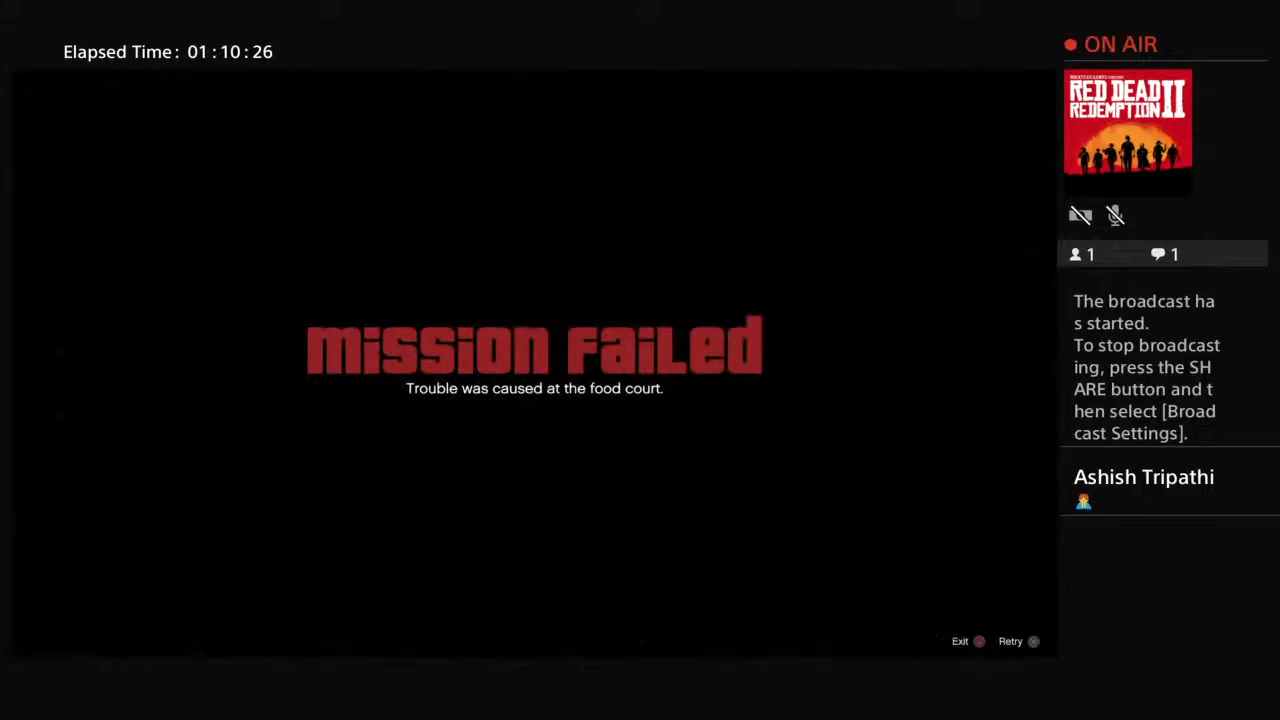 Elapsed Time: 01:10:26
ON AIR
RED DEAD
REDEMPTION II
1 1
The broadcast ha
s started.
To stop broadcast
ing, press the SH
ARE button and t
hen select [Broad
cast Settings].
Ashish Tripathi
mission failed
Trouble was caused at the food court.
Exit Retry